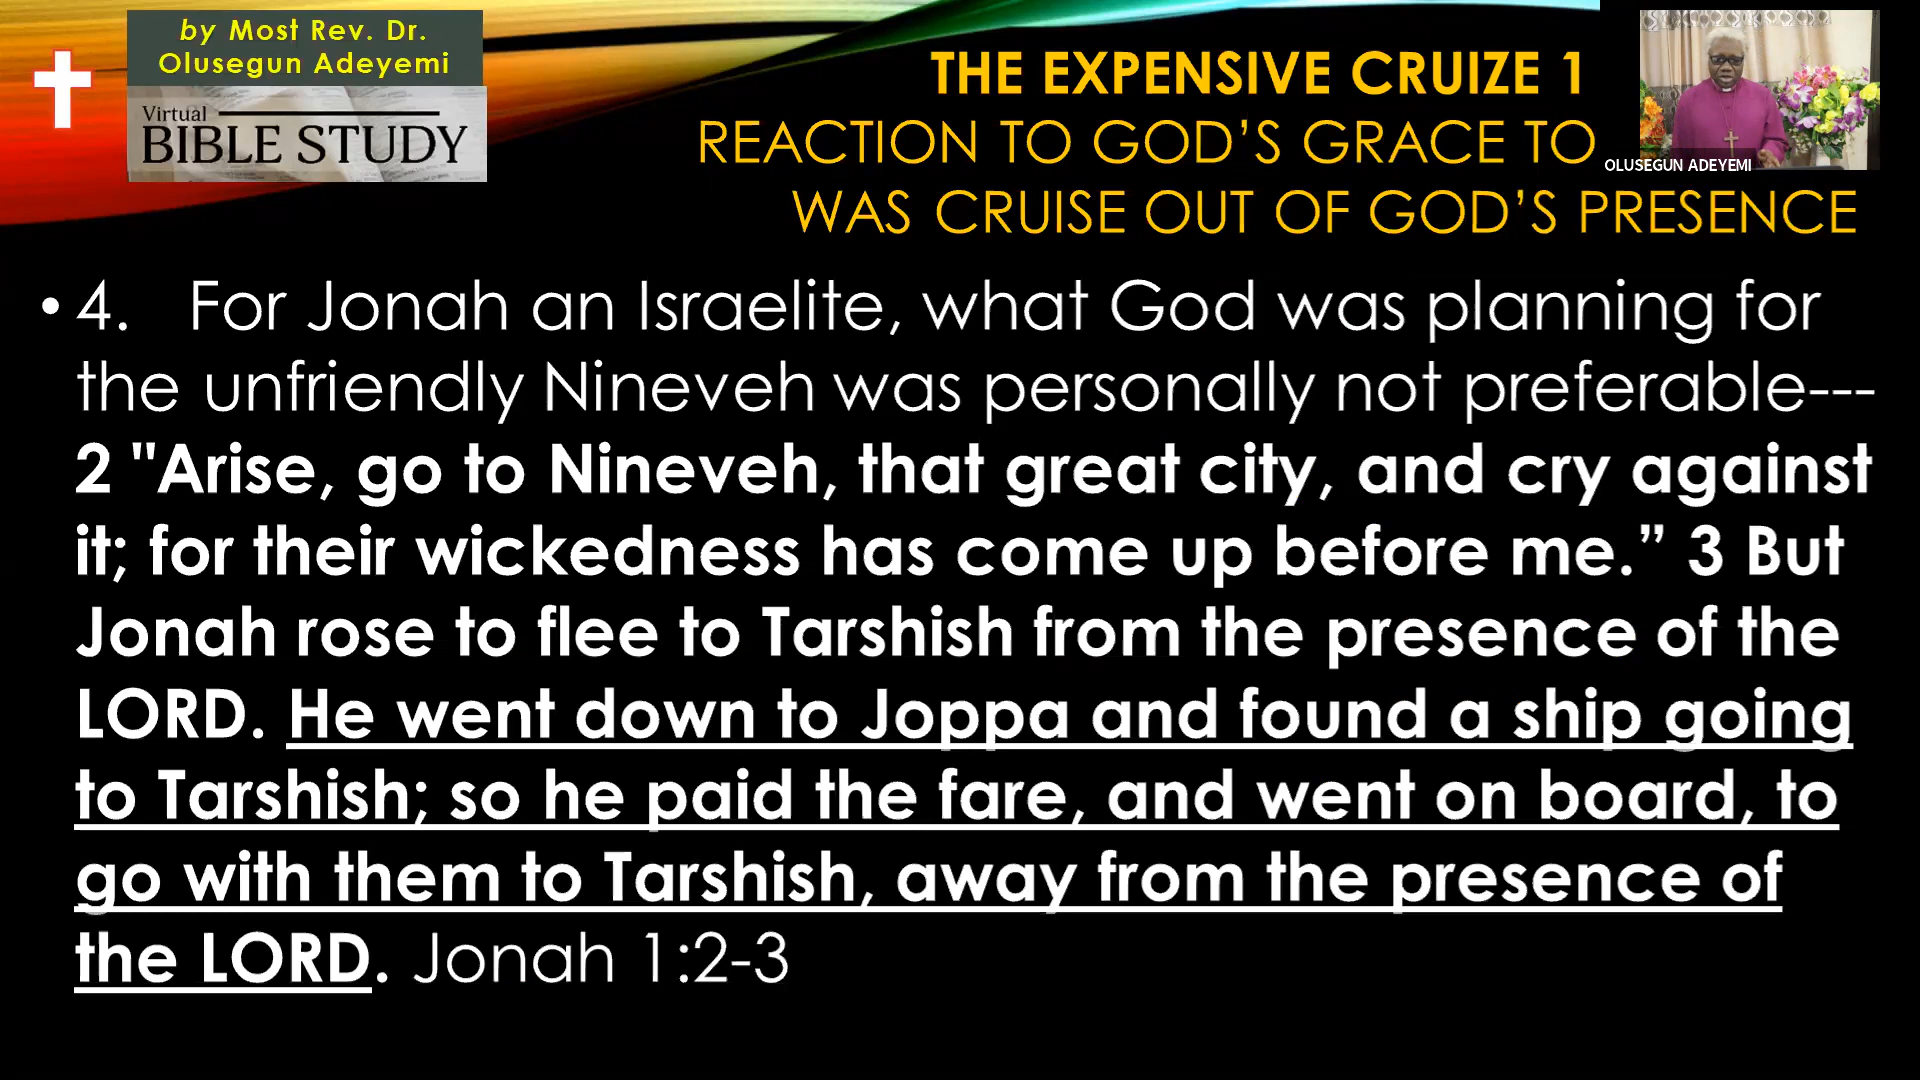 by Most Rev. Dr.
Olusegun Adeyemi
Virtual
BIBLE STUDY
THE EXPENSIVE CRUIZE 1
REACTION TO GOD’S GRACE TO
WAS CRUISE OUT OF GOD’S PRESENCE
OLUSEGUN ADEYEMI
• 4. For Jonah an Israelite, what God was planning for
the unfriendly Nineveh was personally not preferable---
2 "Arise, go to Nineveh, that great city, and cry against
it; for their wickedness has come up before me.” 3 But
Jonah rose to flee to Tarshish from the presence of the
LORD. He went down to Joppa and found a ship going
to Tarshish; so he paid the fare, and went on board, to
go with them to Tarshish, away from the presence of
the LORD. Jonah 1:2-3